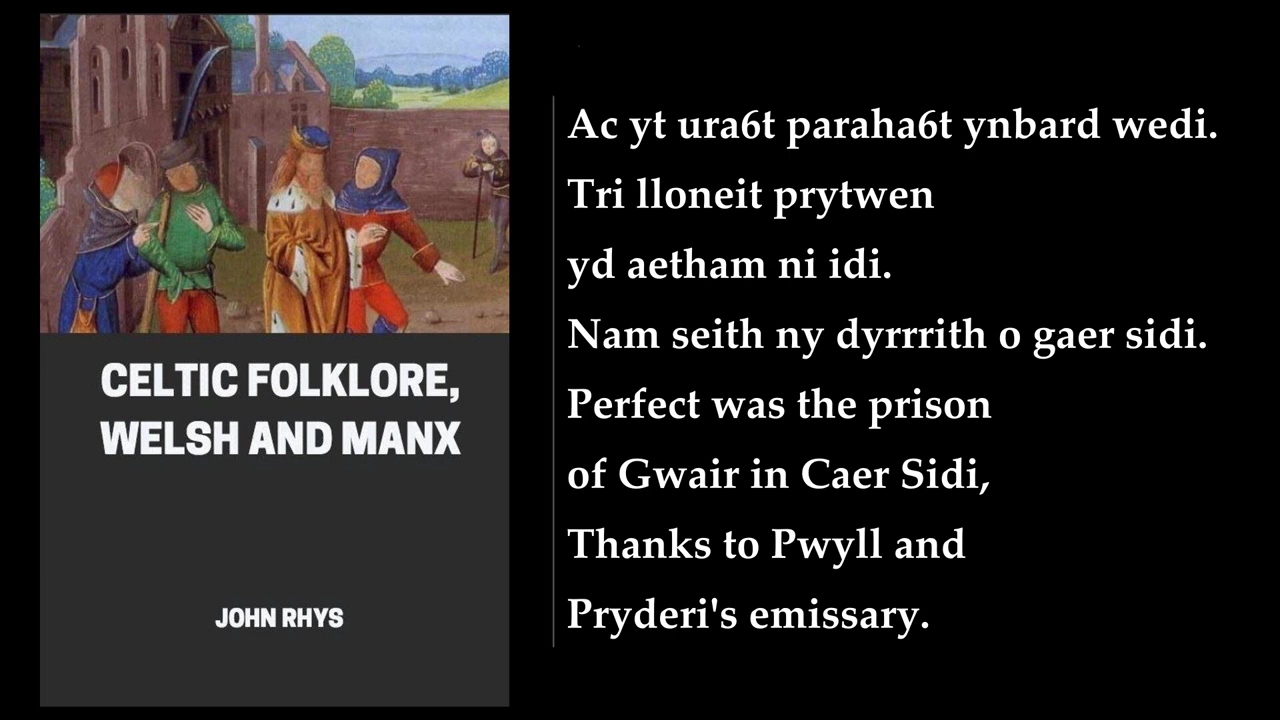 CELTIC FOLKLORE,
WELSH AND MANX
JOHN RHYS
Ac yt ura6t paraha6t ynbard wedi.
Tri lloneit prytwen
yd aetham ni idi.
Nam seith ny dyrrrith o gaer sidi.
Perfect was the prison
of Gwair in Caer Sidi,
Thanks to Pwyll and
Pryderi's emissary.